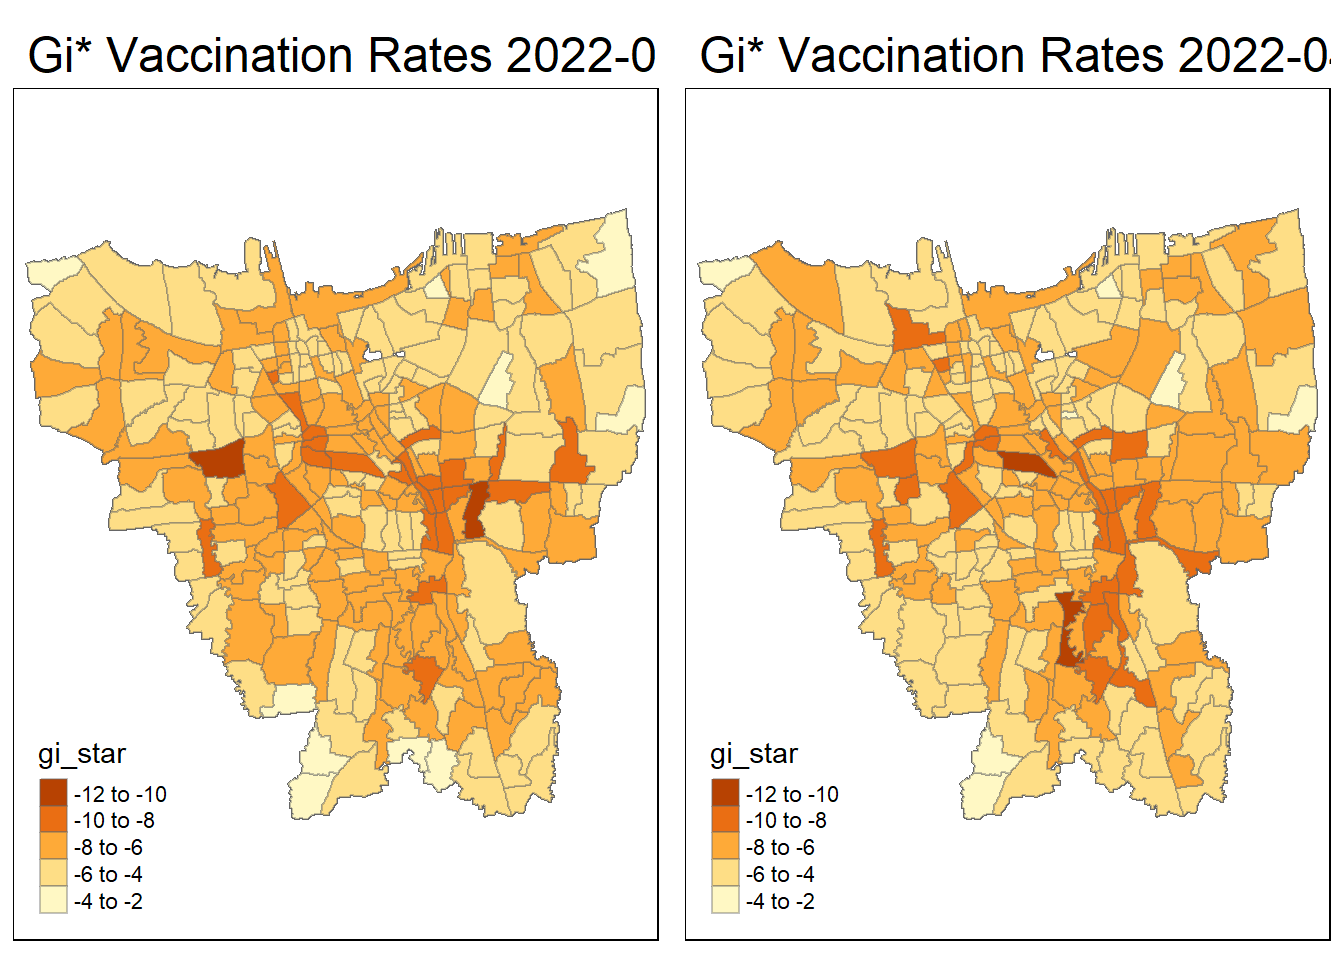 Gi* Vaccination Rates 2022-0
gi_star
-12 to -10
-10 to -8
-8 to -6
-6 to -4
-4 to -2
Gi* Vaccination Rates 2022-04
gi_star
-12 to -10
-10 to -8
-8 to -6
-6 to -4
-4 to -2